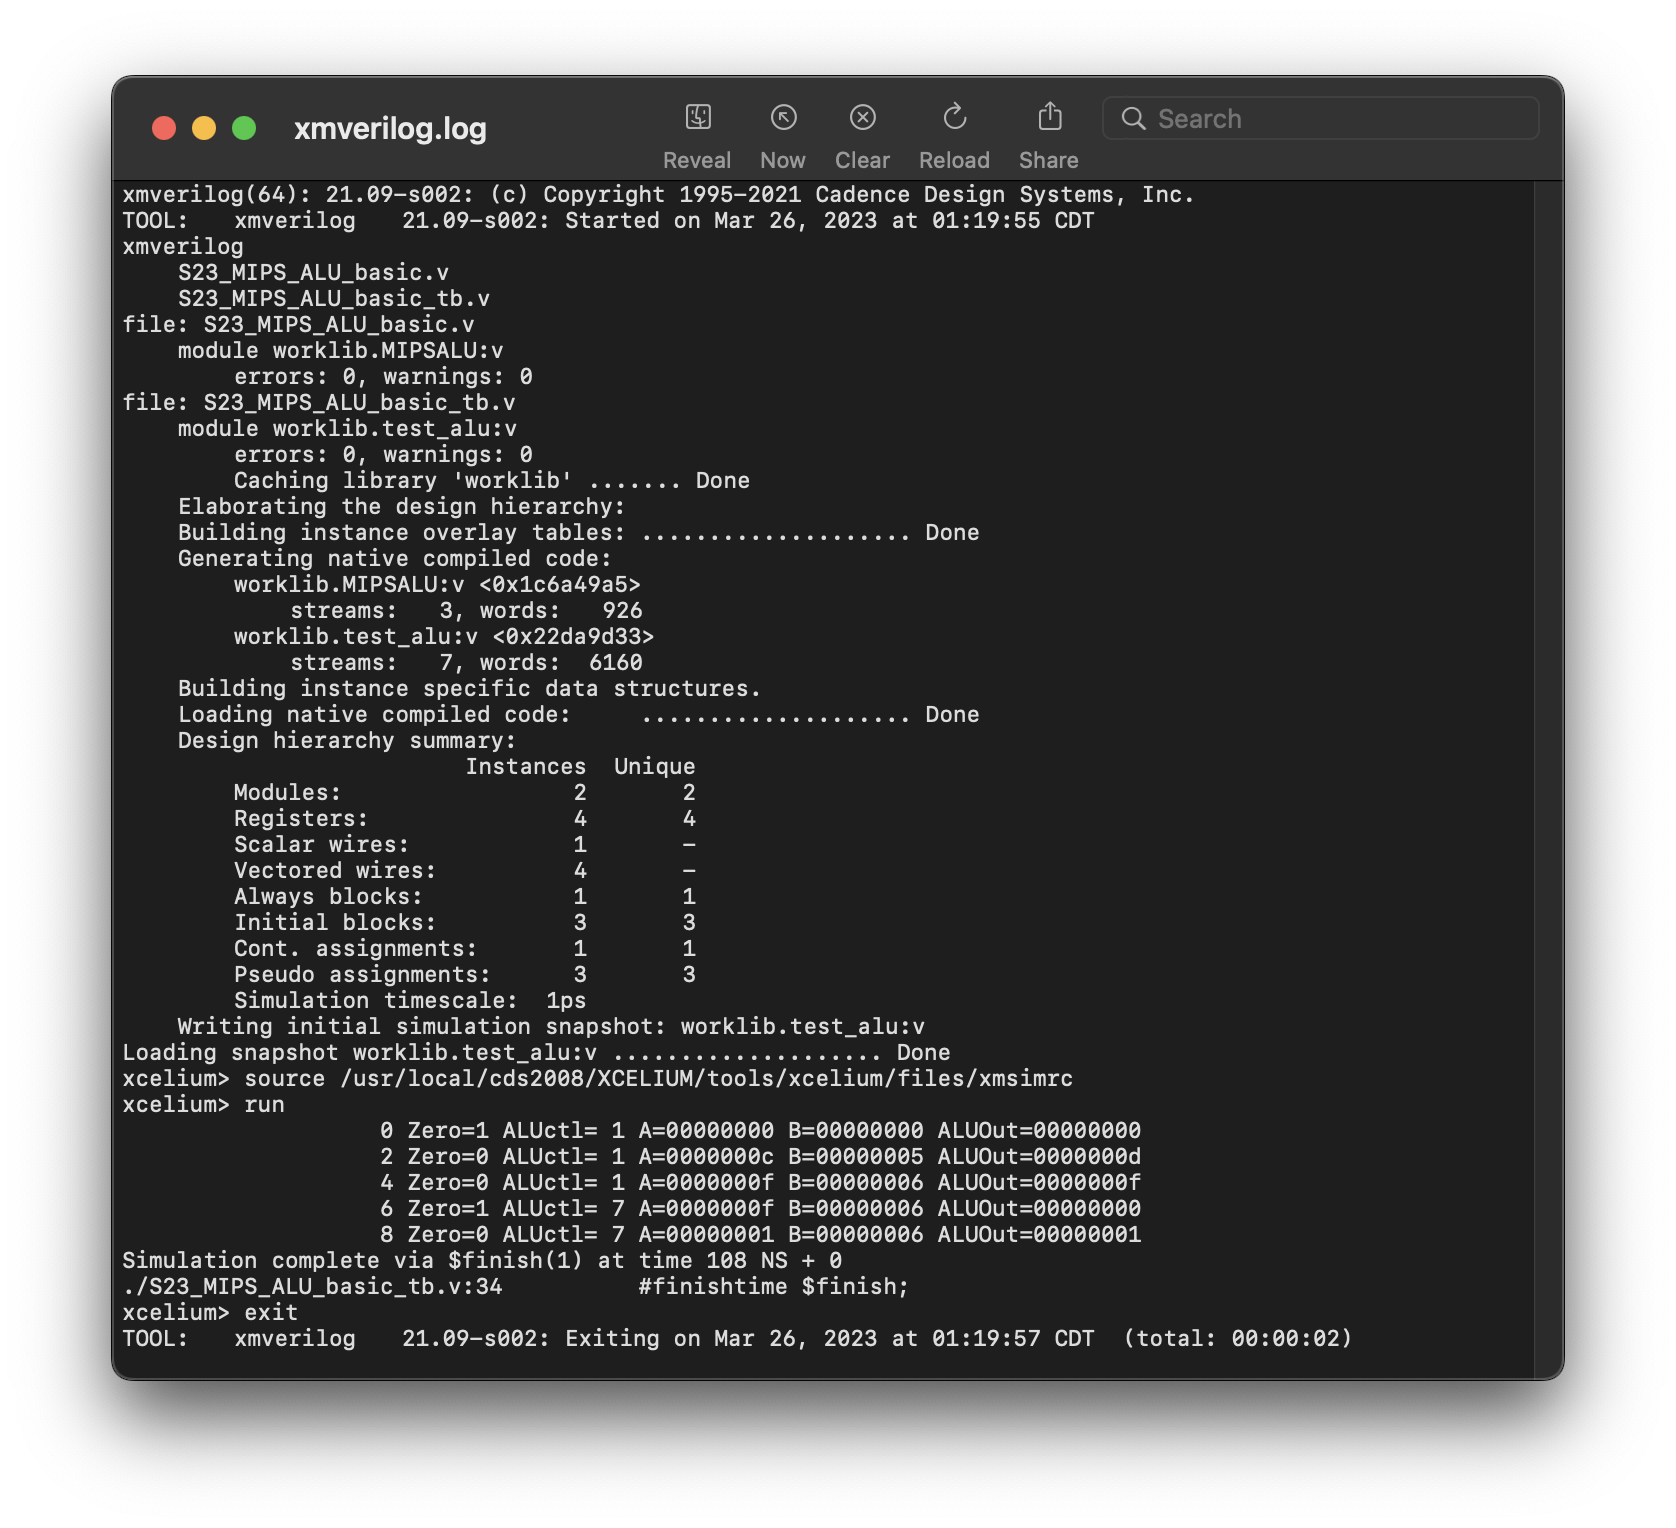 xmverilog.log
Reveal Now Clear Reload Share
Search
xmverilog(64): 21.09-s002: (c) Copyright 1995-2021 Cadence Design Systems, Inc.
TOOL:	xmverilog	21.09-s002: Started on Mar 26, 2023 at 01:19:55 CDT
xmverilog
	S23_MIPS_ALU_basic.v
	S23_MIPS_ALU_basic_tb.v
file: S23_MIPS_ALU_basic.v
	module worklib.MIPSALU:v
		errors: 0, warnings: 0
file: S23_MIPS_ALU_basic_tb.v
	module worklib.test_alu:v
		errors: 0, warnings: 0
		Caching library 'worklib' ....... Done
	Elaborating the design hierarchy:
	Building instance overlay tables: .................... Done
	Generating native compiled code:
		worklib.MIPSALU:v <0x1c6a49a5>
			streams:   3, words:   926
		worklib.test_alu:v <0x22da9d33>
			streams:   7, words:  6160
	Building instance specific data structures.
	Loading native compiled code:     .................... Done
	Design hierarchy summary:
		                 Instances  Unique
		Modules:                 2       2
		Registers:               4       4
		Scalar wires:            1       -
		Vectored wires:          4       -
		Always blocks:           1       1
		Initial blocks:          3       3
		Cont. assignments:       1       1
		Pseudo assignments:      3       3
		Simulation timescale:  1ps
	Writing initial simulation snapshot: worklib.test_alu:v
Loading snapshot worklib.test_alu:v .................... Done
xcelium> source /usr/local/cds2008/XCELIUM/tools/xcelium/files/xmsimrc
xcelium> run
                   0 Zero=1 ALUctl= 1 A=00000000 B=00000000 ALUOut=00000000
                   2 Zero=0 ALUctl= 1 A=0000000c B=00000005 ALUOut=0000000d
                   4 Zero=0 ALUctl= 1 A=0000000f B=00000006 ALUOut=0000000f
                   6 Zero=1 ALUctl= 7 A=0000000f B=00000006 ALUOut=00000000
                   8 Zero=0 ALUctl= 7 A=00000001 B=00000006 ALUOut=00000001
Simulation complete via $finish(1) at time 108 NS + 0
./S23_MIPS_ALU_basic_tb.v:34          #finishtime $finish;
xcelium> exit
TOOL:	xmverilog	21.09-s002: Exiting on Mar 26, 2023 at 01:19:57 CDT  (total: 00:00:02)